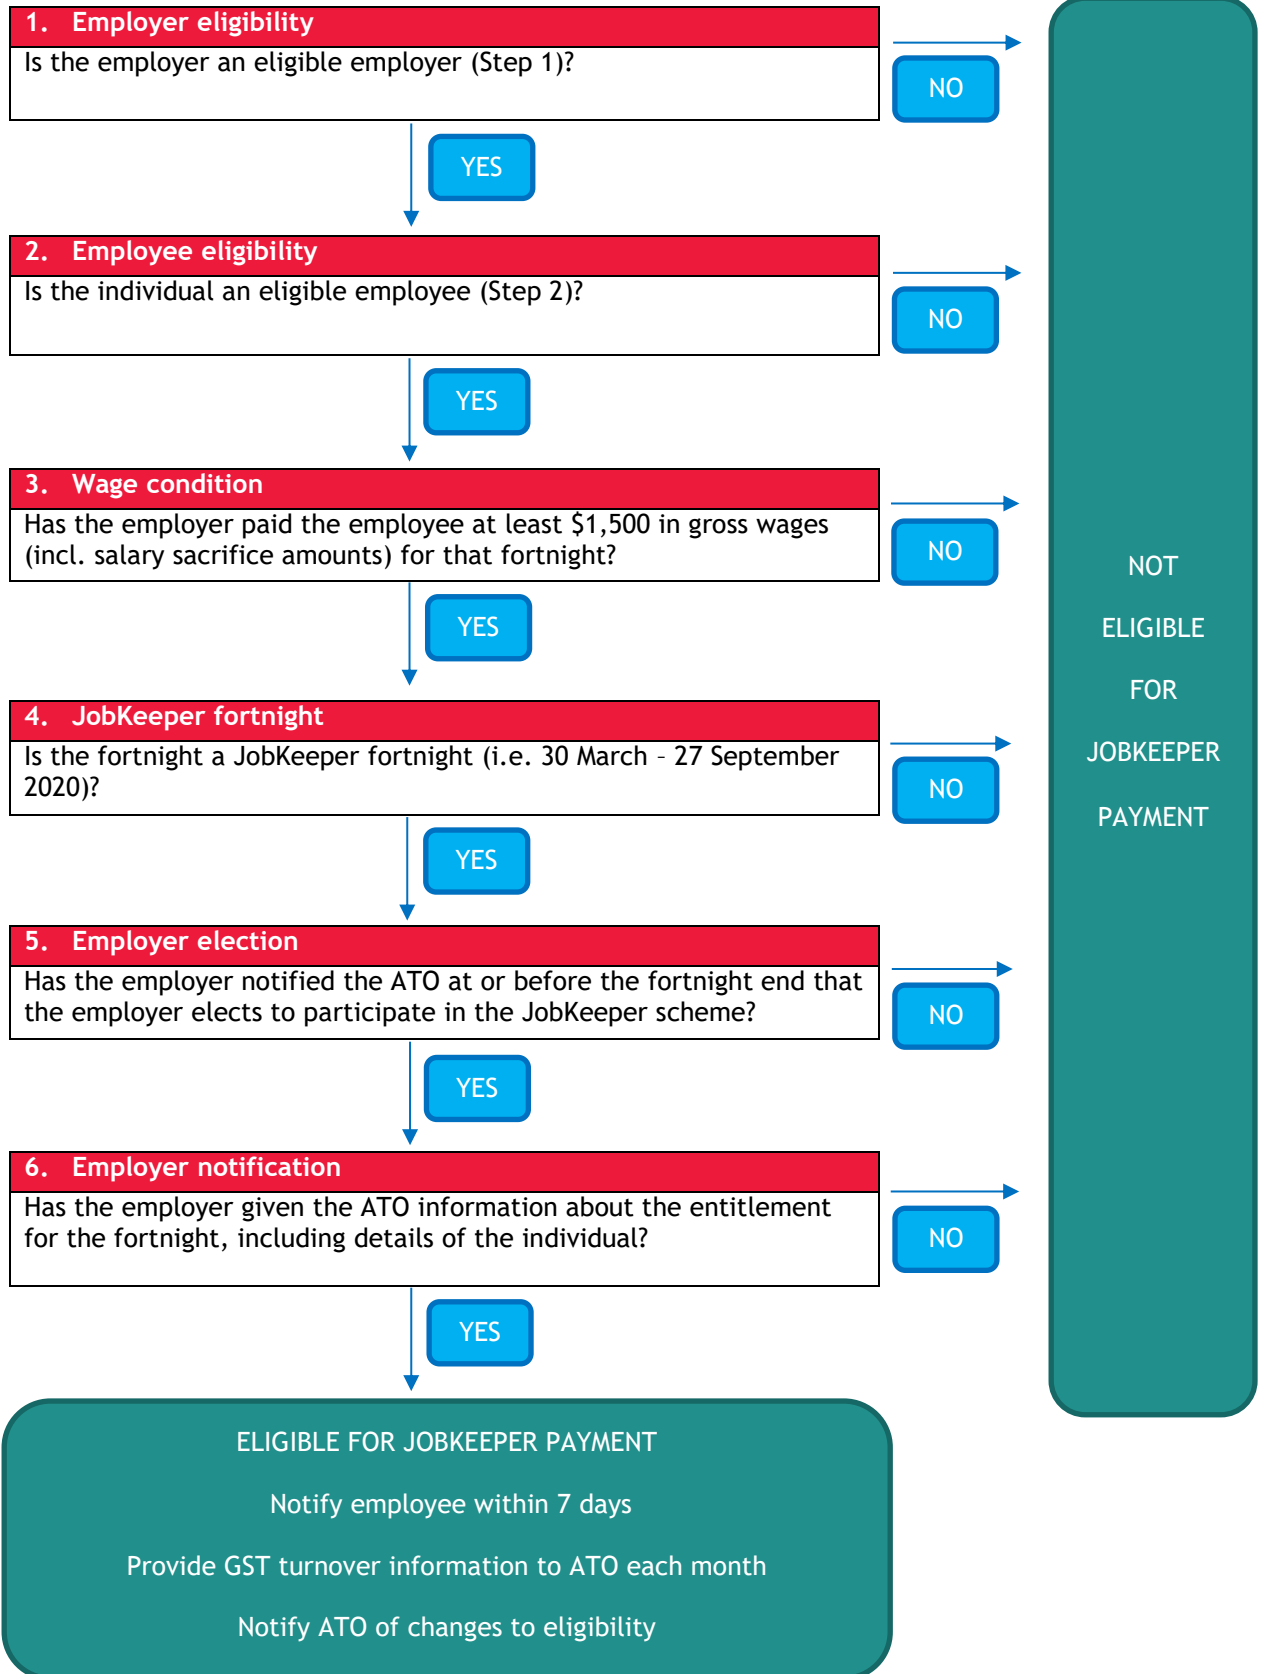 1. Employer eligibility
Is the employer an eligible employer (Step 1)?
NO
YES
2. Employee eligibility
Is the individual an eligible employee (Step 2)?
NO
YES
3. Wage condition
Has the employer paid the employee at least $1,500 in gross wages
(incl. salary sacrifice amounts) for that fortnight?
NO
YES
4. JobKeeper fortnight
Is the fortnight a JobKeeper fortnight (i.e. 30 March – 27 September
2020)?
NO
YES
5. Employer election
Has the employer notified the ATO at or before the fortnight end that
the employer elects to participate in the JobKeeper scheme?
NO
YES
6. Employer notification
Has the employer given the ATO information about the entitlement
for the fortnight, including details of the individual?
NO
YES
ELIGIBLE FOR JOBKEEPER PAYMENT
Notify employee within 7 days
Provide GST turnover information to ATO each month
Notify ATO of changes to eligibility
NOT
ELIGIBLE
FOR
JOBKEEPER
PAYMENT